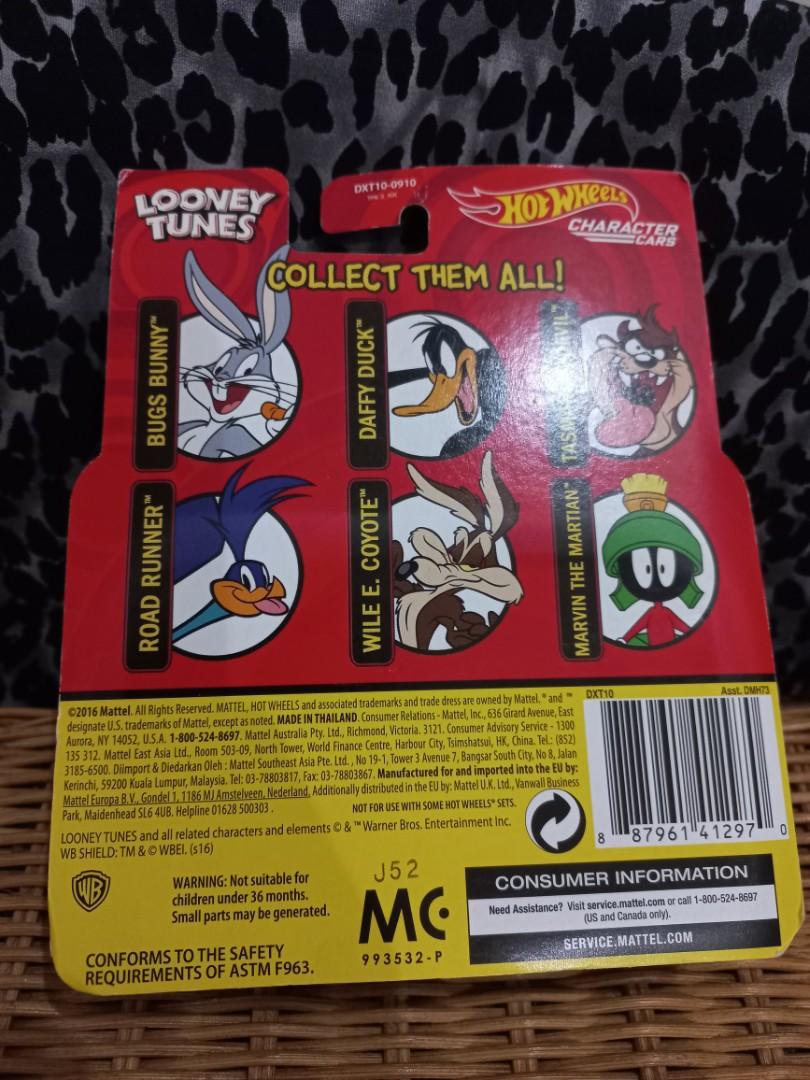 LOONEY TUNES
DXT10-0910
HOT WHEELS
CHARACTER CARS
COLLECT THEM ALL!
BUGS BUNNY™
DAFFY DUCK™
ROAD RUNNER™
WILE E. COYOTE™
MARVIN THE MARTIAN™
DXT10
Asst. DMH73
©2016 Mattel. All Rights Reserved. MATTEL, HOT WHEELS and associated trademarks and trade dress are owned by Mattel. ® and ™
designate U.S. trademarks of Mattel, except as noted. MADE IN THAILAND. Consumer Relations - Mattel, Inc., 636 Girard Avenue, East
Aurora, NY 14052, U.S.A. 1-800-524-8697. Mattel Australia Pty. Ltd., Richmond, Victoria. 3121. Consumer Advisory Service - 1300
135 312. Mattel East Asia Ltd., Room 503-09, North Tower, World Finance Centre, Harbour City, Tsimshatsui, HK, China. Tel.: (852)
3185-6500. Diimport & Diedarkan Oleh : Mattel Southeast Asia Pte. Ltd. , No 19-1, Tower 3 Avenue 7, Bangsar South City, No 8, Jalan
Kerinchi, 59200 Kuala Lumpur, Malaysia. Tel: 03-78803817, Fax: 03-78803867. Manufactured for and imported into the EU by:
Mattel Europa B.V., Gondel 1, 1186 MJ Amstelveen, Nederland. Additionally distributed in the EU by: Mattel U.K. Ltd., Vanwall Business
Park, Maidenhead SL6 4UB. Helpline 01628 500303 .
NOT FOR USE WITH SOME HOT WHEELS® SETS.
LOONEY TUNES and all related characters and elements © & ™ Warner Bros. Entertainment Inc.
WB SHIELD: TM & © WBEI. (s16)
8 87961 41297 0
WB
WARNING: Not suitable for
children under 36 months.
Small parts may be generated.
J52
MC
993532-P
CONSUMER INFORMATION
Need Assistance? Visit service.mattel.com or call 1-800-524-8697
(US and Canada only).
SERVICE.MATTEL.COM
CONFORMS TO THE SAFETY
REQUIREMENTS OF ASTM F963.